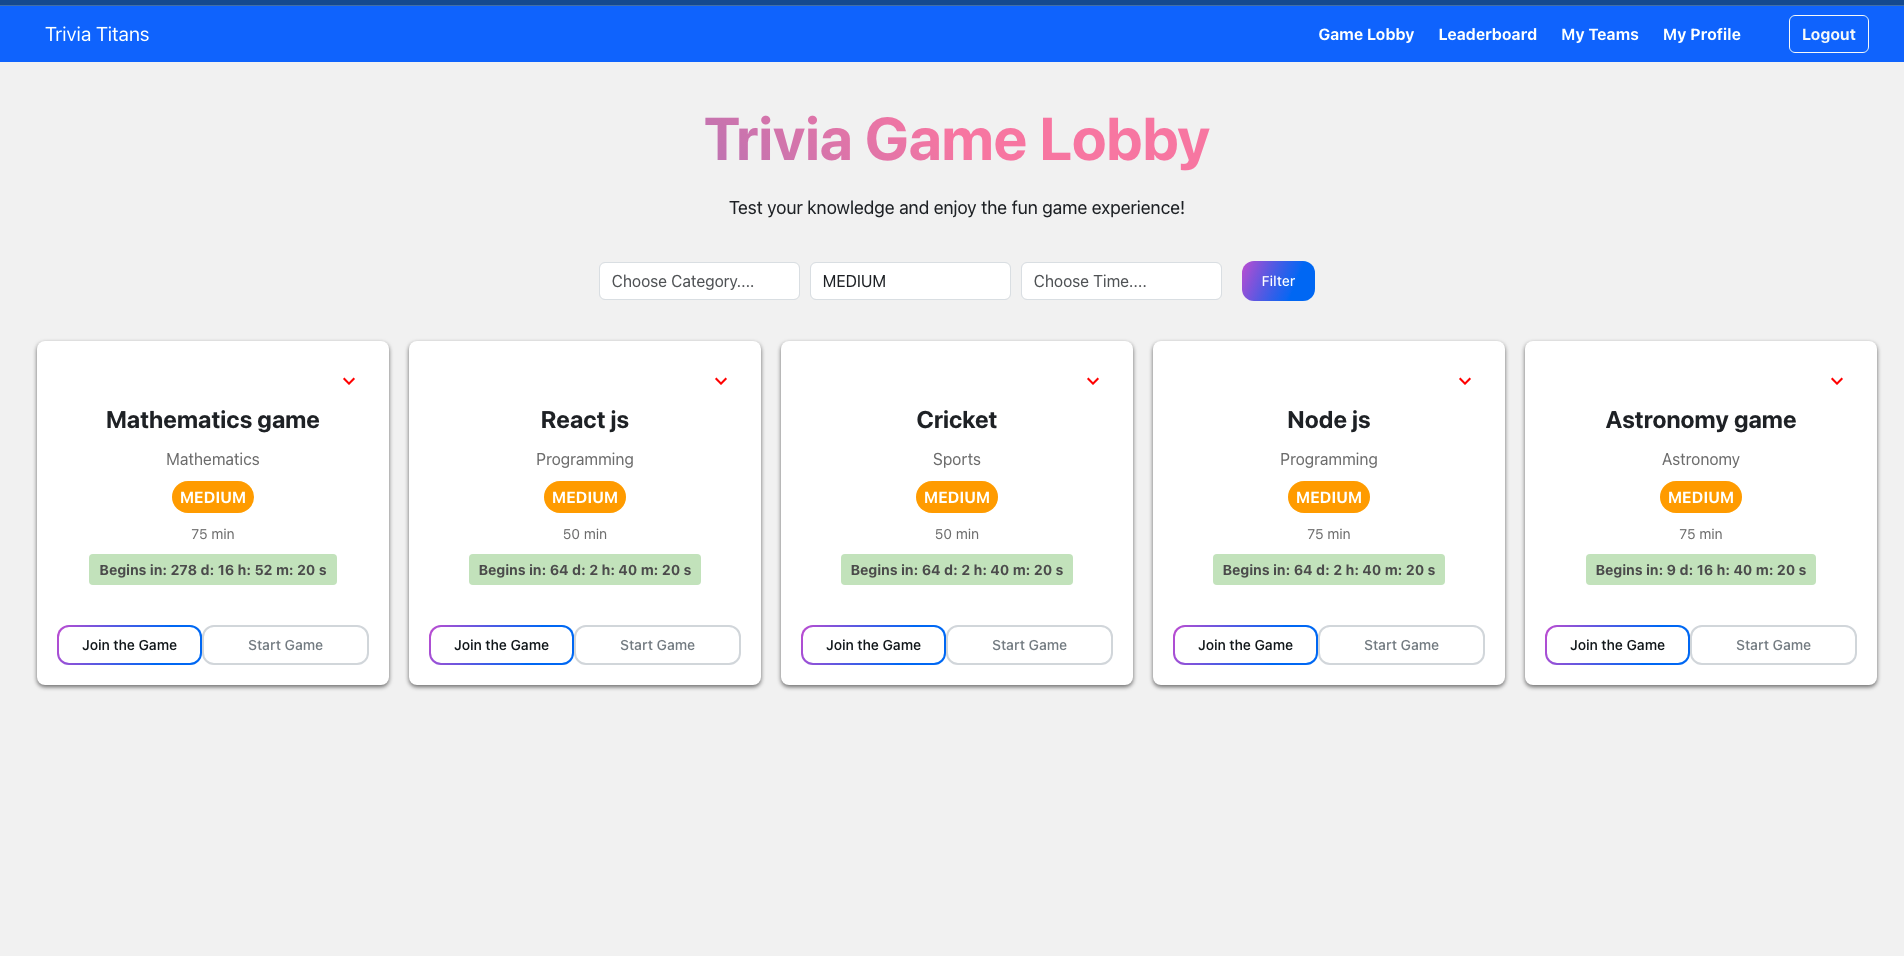 Trivia Titans
Game Lobby
Leaderboard
My Teams
My Profile
Logout
Trivia Game Lobby
Test your knowledge and enjoy the fun game experience!
Choose Category....
MEDIUM
Choose Time....
Filter
Mathematics game
Mathematics
MEDIUM
75 min
Begins in: 278 d: 16 h: 52 m: 20 s
Join the Game
Start Game
React js
Programming
MEDIUM
50 min
Begins in: 64 d: 2 h: 40 m: 20 s
Join the Game
Start Game
Cricket
Sports
MEDIUM
50 min
Begins in: 64 d: 2 h: 40 m: 20 s
Join the Game
Start Game
Node js
Programming
MEDIUM
75 min
Begins in: 64 d: 2 h: 40 m: 20 s
Join the Game
Start Game
Astronomy game
Astronomy
MEDIUM
75 min
Begins in: 9 d: 16 h: 40 m: 20 s
Join the Game
Start Game